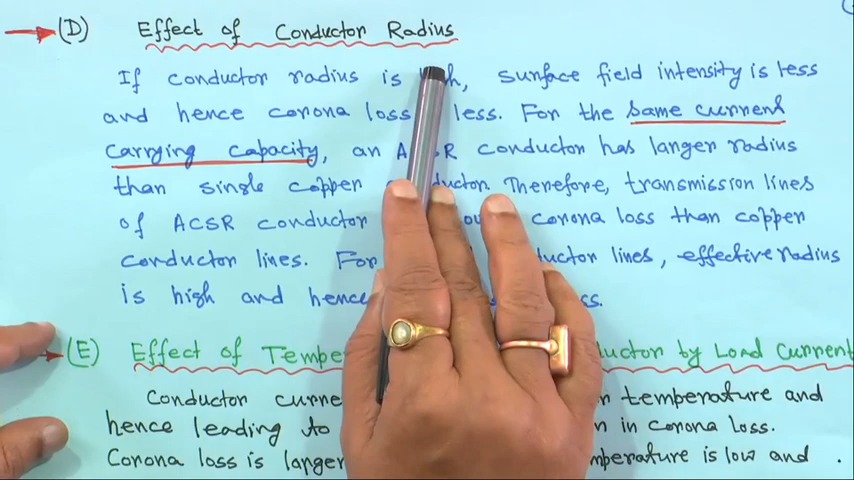 (D) Effect of Conductor Radius
If conductor radius is high, surface field intensity is less
and hence corona loss less. For the same current
carrying capacity, an ACSR conductor has larger radius
than single copper conductor. Therefore, transmission lines
of ACSR conductor corona loss than copper
conductor lines. For conductor lines, effective radius
is high and hence
(E) Effect of Conductor by Load Current
Conductor temperature and
hence leading to in corona loss.
Corona loss is larger temperature is low and